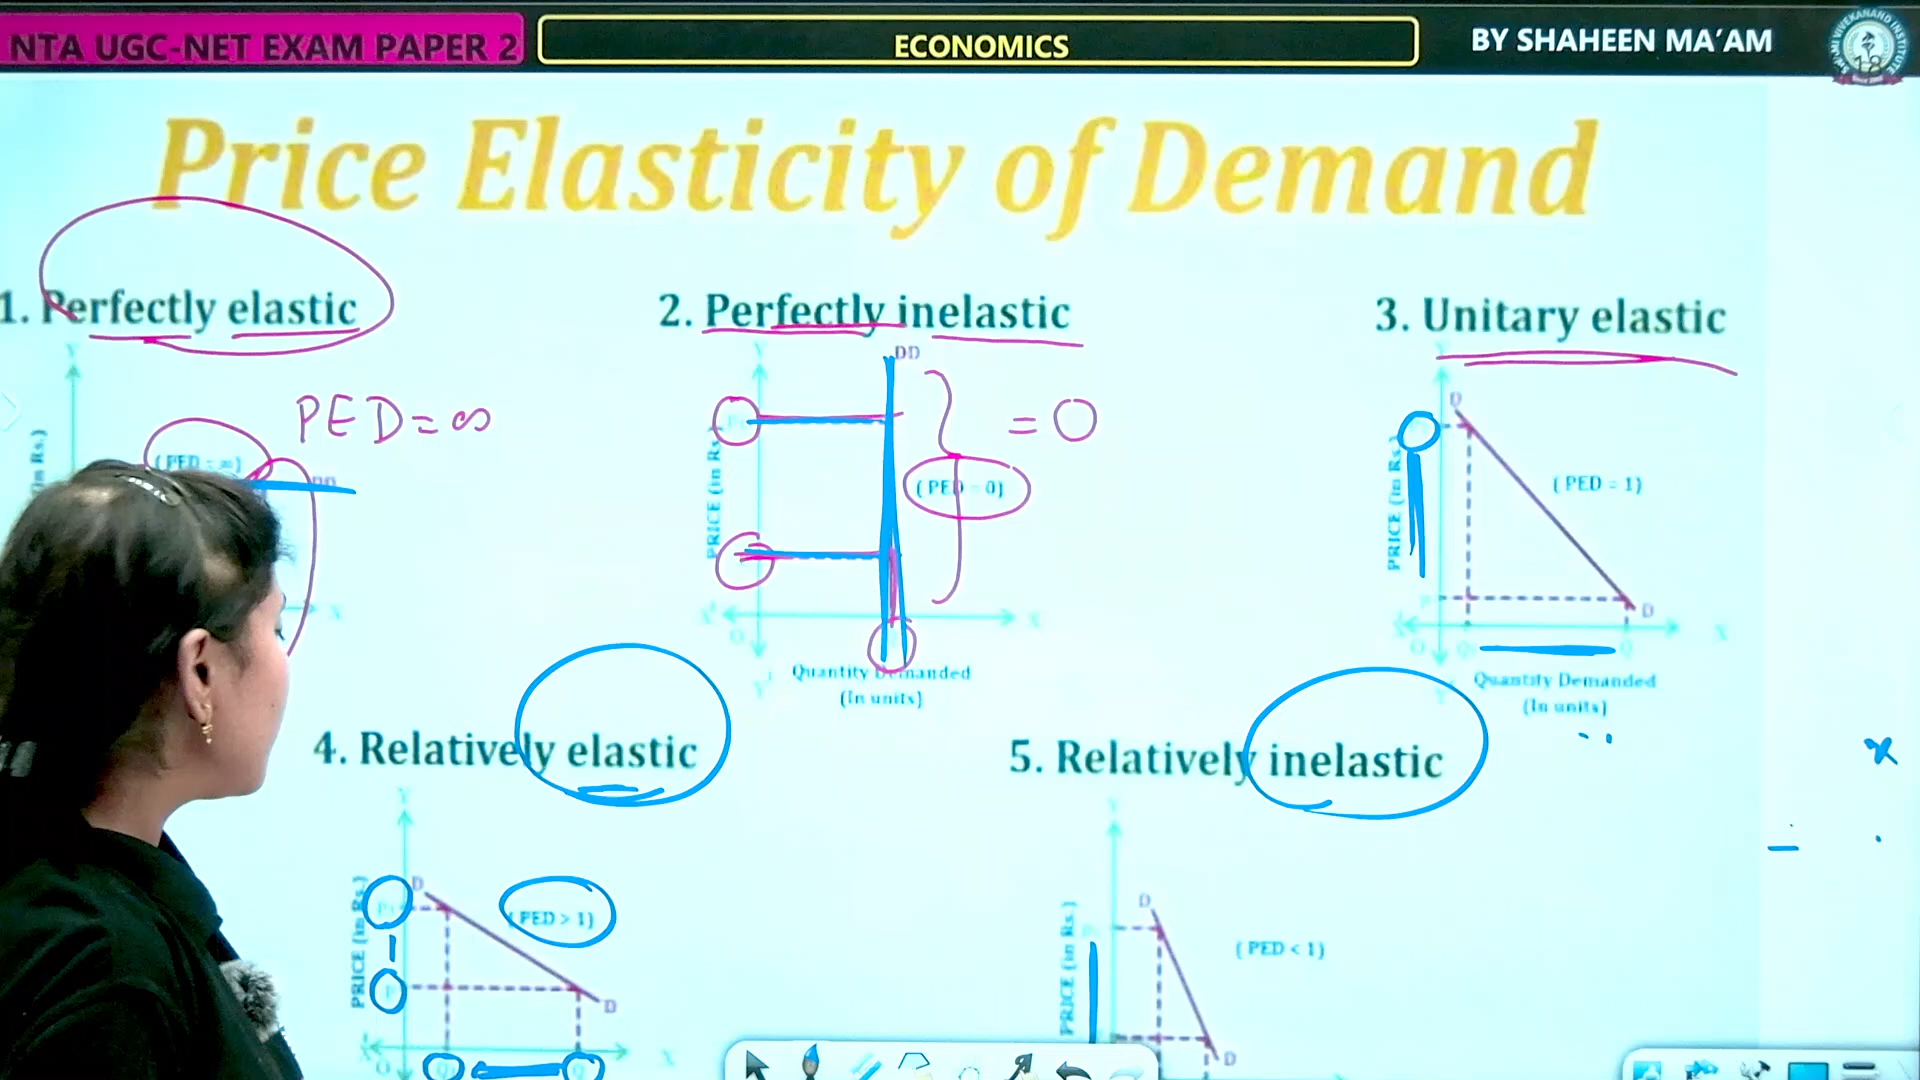 NTA UGC-NET EXAM PAPER 2
ECONOMICS
BY SHAHEEN MA'AM
Price Elasticity of Demand
1. Perfectly elastic
2. Perfectly inelastic
3. Unitary elastic
Y
PED = ∞
(PED = ∞)
DD
X
Y
DD
PRICE (in Rs.)
= 0
(PED = 0)
X'
O
X
Y'
Quantity Demanded
(In units)
D
PRICE (in Rs.)
(PED = 1)
D
O
X
Quantity Demanded
(In units)
4. Relatively elastic
5. Relatively inelastic
x
Y
PRICE (in Rs.)
D
(PED > 1)
D
O
X
Y
PRICE (in Rs.)
D
(PED < 1)
D